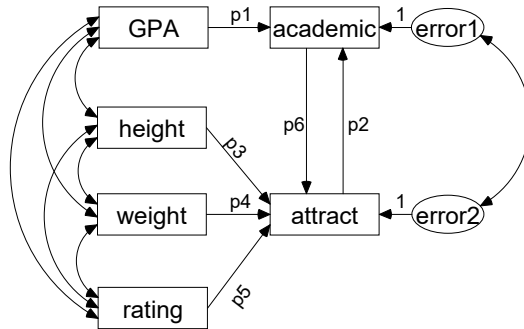 GPA p1 academic 1 error1
p6 p2
height p3
weight p4 attract 1 error2
rating p5